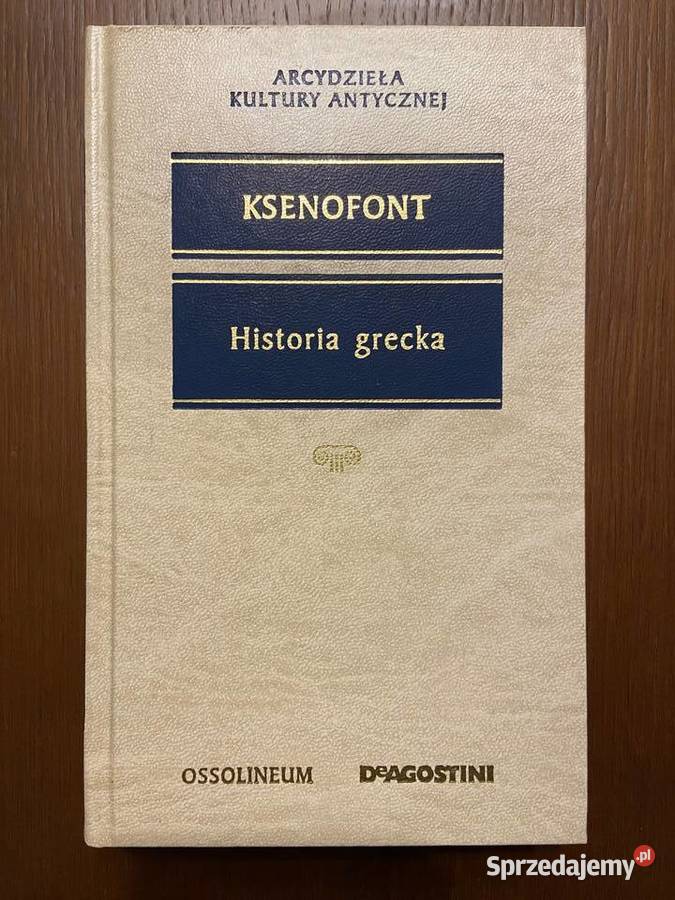 ARCYDZIEŁA
KULTURY ANTYCZNEJ
KSENOFONT
Historia grecka
OSSOLINEUM DeAGOSTINI
Sprzedajemy.pl